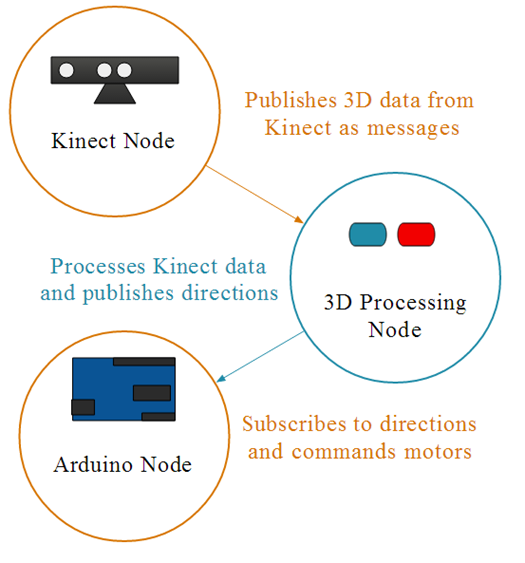 Publishes 3D data from
Kinect as messages
Kinect Node
Processes Kinect data
and publishes directions
3D Processing
Node
Subscribes to directions
and commands motors
Arduino Node